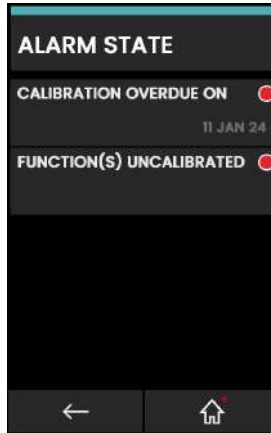 ALARM STATE
CALIBRATION OVERDUE ON
11 JAN 24
FUNCTION(S) UNCALIBRATED